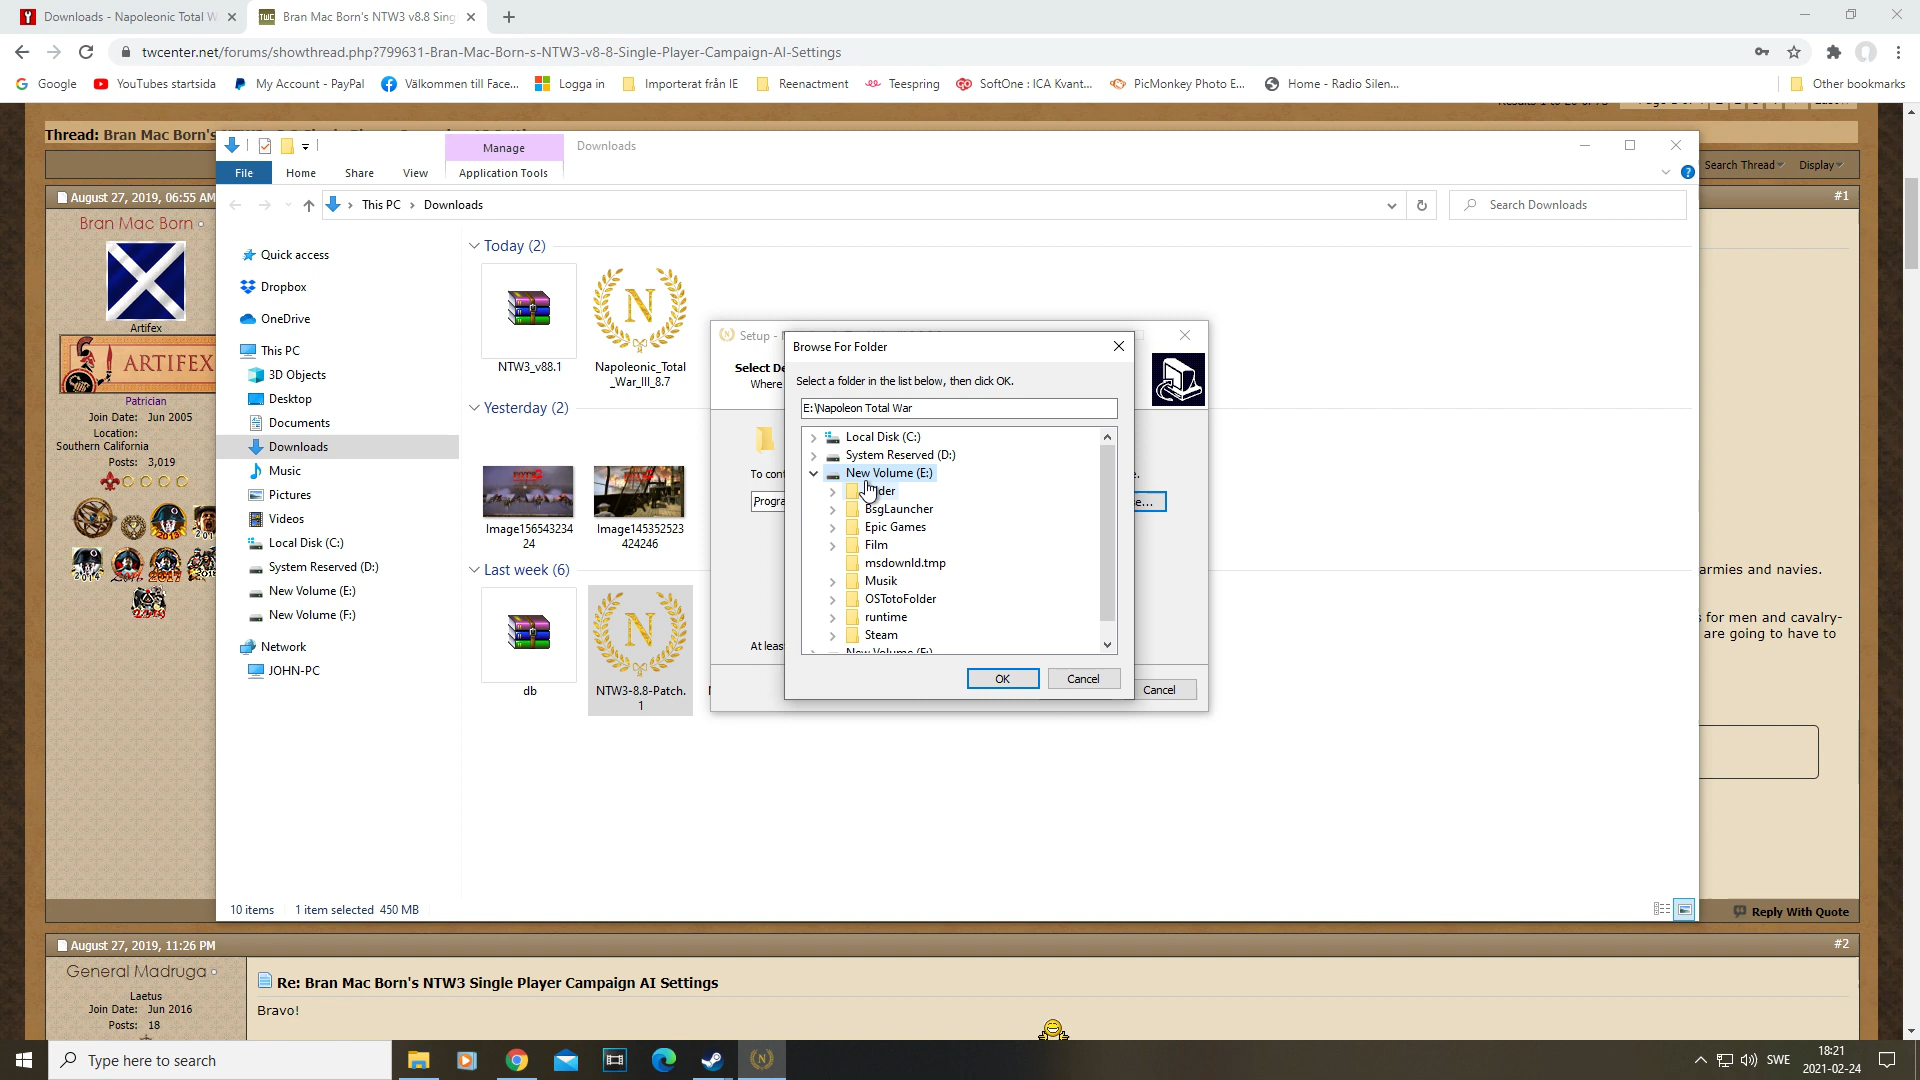 Downloads - Napoleonic Total W
Bran Mac Born's NTW3 v8.8 Sing
twcenter.net/forums/showthread.php?799631-Bran-Mac-Born-s-NTW3-v8-8-Single-Player-Campaign-AI-Settings
Google
YouTubes startsida
My Account - PayPal
Välkommen till Face...
Logga in
Importerat från IE
Reenactment
Teespring
SoftOne : ICA Kvant...
PicMonkey Photo E...
Home - Radio Silen...
Other bookmarks
Thread: Bran Mac Born's
Search Thread
Display
August 27, 2019, 06:55 AM
#1
Bran Mac Born
Artifex
ARTIFEX
Patrician
Join Date: Jun 2005
Location:
Southern California
Posts: 3,019
armies and navies.
s for men and cavalry-
are going to have to
Reply With Quote
Manage
Downloads
File
Home
Share
View
Application Tools
This PC
Downloads
Search Downloads
Quick access
Dropbox
OneDrive
This PC
3D Objects
Desktop
Documents
Downloads
Music
Pictures
Videos
Local Disk (C:)
System Reserved (D:)
New Volume (E:)
New Volume (F:)
Network
JOHN-PC
Today (2)
NTW3_v88.1
Napoleonic_Total
_War_III_8.7
Yesterday (2)
Image156543234
24
Image145352523
424246
Last week (6)
db
NTW3-8.8-Patch.
1
10 items
1 item selected 450 MB
Setup -
Select De
Where
To cont
Progra
e...
At leas
Cancel
Browse For Folder
Select a folder in the list below, then click OK.
E:\Napoleon Total War
Local Disk (C:)
System Reserved (D:)
New Volume (E:)
der
BsgLauncher
Epic Games
Film
msdownld.tmp
Musik
OSTotoFolder
runtime
Steam
New Volume (F:)
OK
Cancel
August 27, 2019, 11:26 PM
#2
General Madruga
Laetus
Join Date: Jun 2016
Posts: 18
Re: Bran Mac Born's NTW3 Single Player Campaign AI Settings
Bravo!
Type here to search
SWE
18:21
2021-02-24